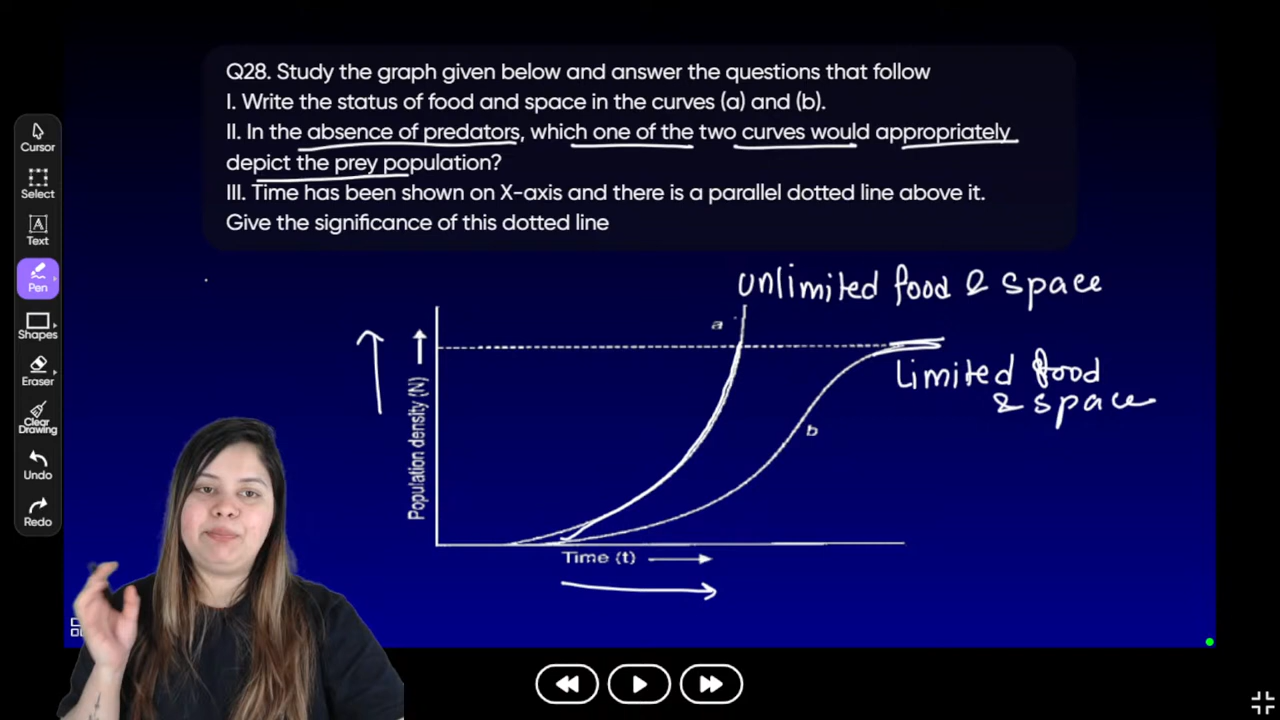 Q28. Study the graph given below and answer the questions that follow
I. Write the status of food and space in the curves (a) and (b).
II. In the absence of predators, which one of the two curves would appropriately
depict the prey population?
III. Time has been shown on X-axis and there is a parallel dotted line above it.
Give the significance of this dotted line
Cursor
Select
Text
Pen
Shapes
Eraser
Clear
Drawing
Undo
Redo
unlimited food & space
a
Limited food
& space
b
Population density (N)
Time (t)